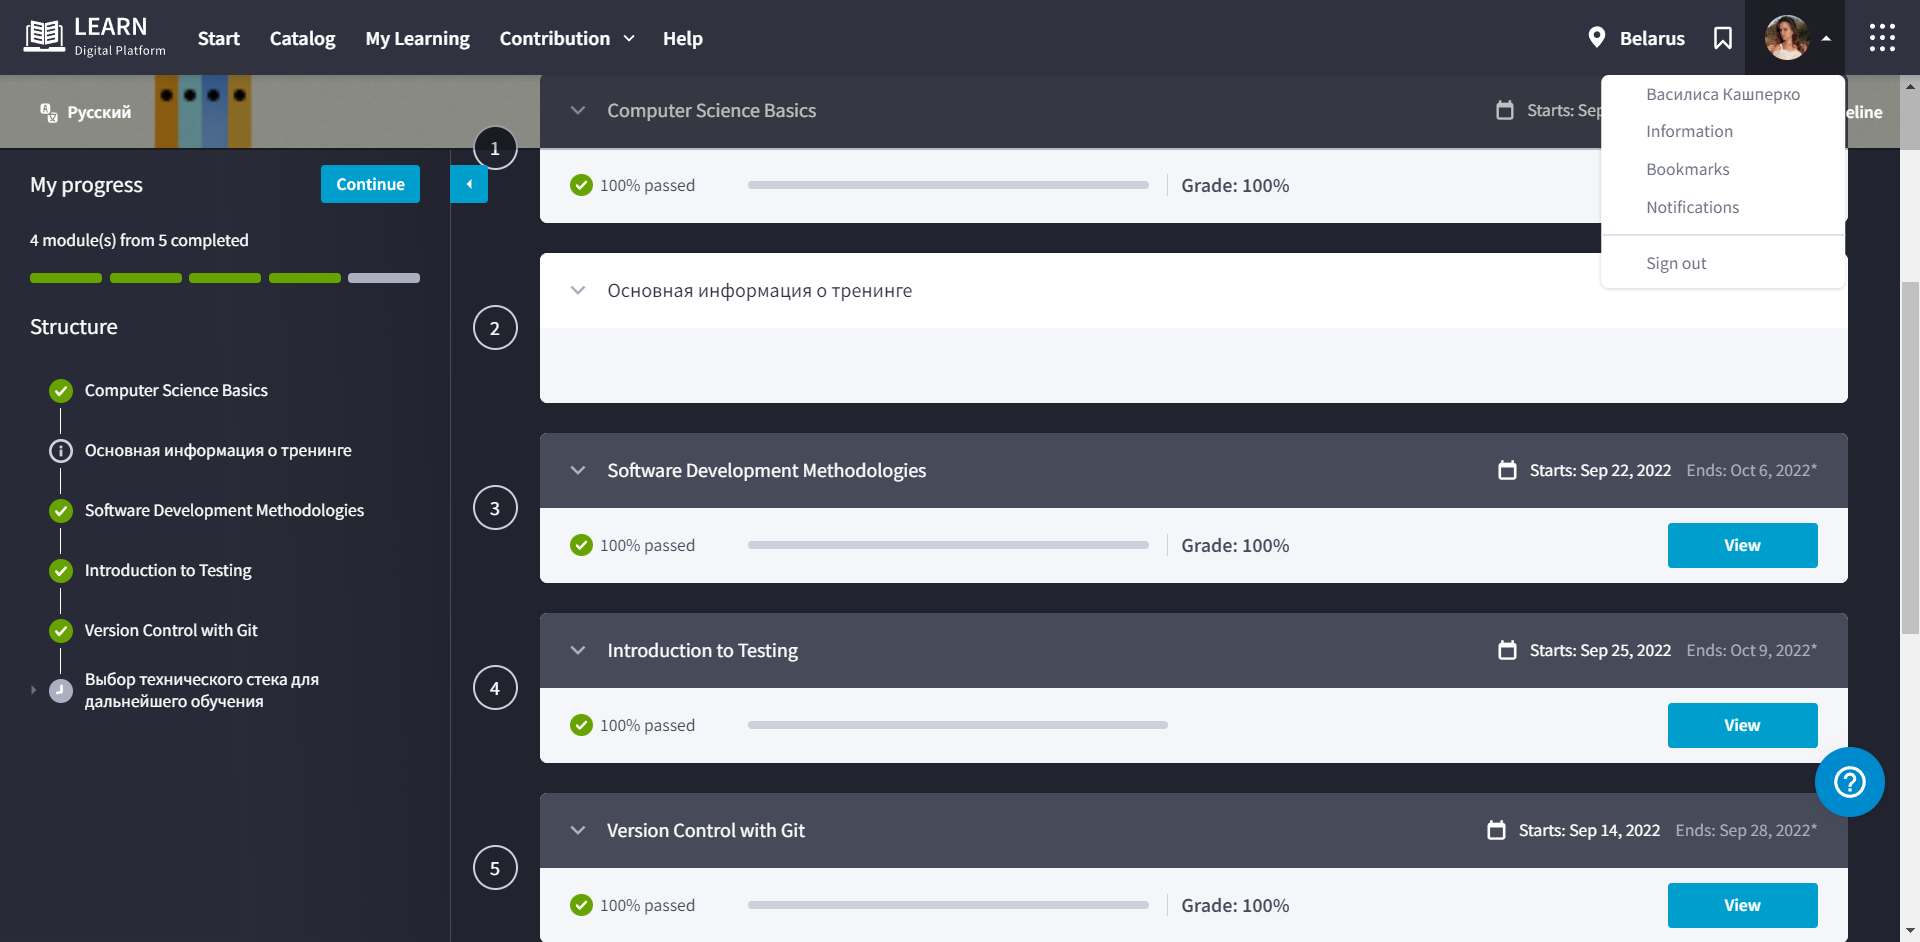 LEARN
Digital Platform
Start
Catalog
My Learning
Contribution
Help
Belarus
Русский
Василиса Кашперко
Information
Bookmarks
Notifications
Sign out
eline
My progress
Continue
4 module(s) from 5 completed
Structure
Computer Science Basics
Основная информация о тренинге
Software Development Methodologies
Introduction to Testing
Version Control with Git
Выбор технического стека для
дальнейшего обучения
1
Computer Science Basics
Starts: Sep
100% passed
Grade: 100%
2
Основная информация о тренинге
3
Software Development Methodologies
Starts: Sep 22, 2022 Ends: Oct 6, 2022*
100% passed
Grade: 100%
View
4
Introduction to Testing
Starts: Sep 25, 2022 Ends: Oct 9, 2022*
100% passed
View
5
Version Control with Git
Starts: Sep 14, 2022 Ends: Sep 28, 2022*
100% passed
Grade: 100%
View